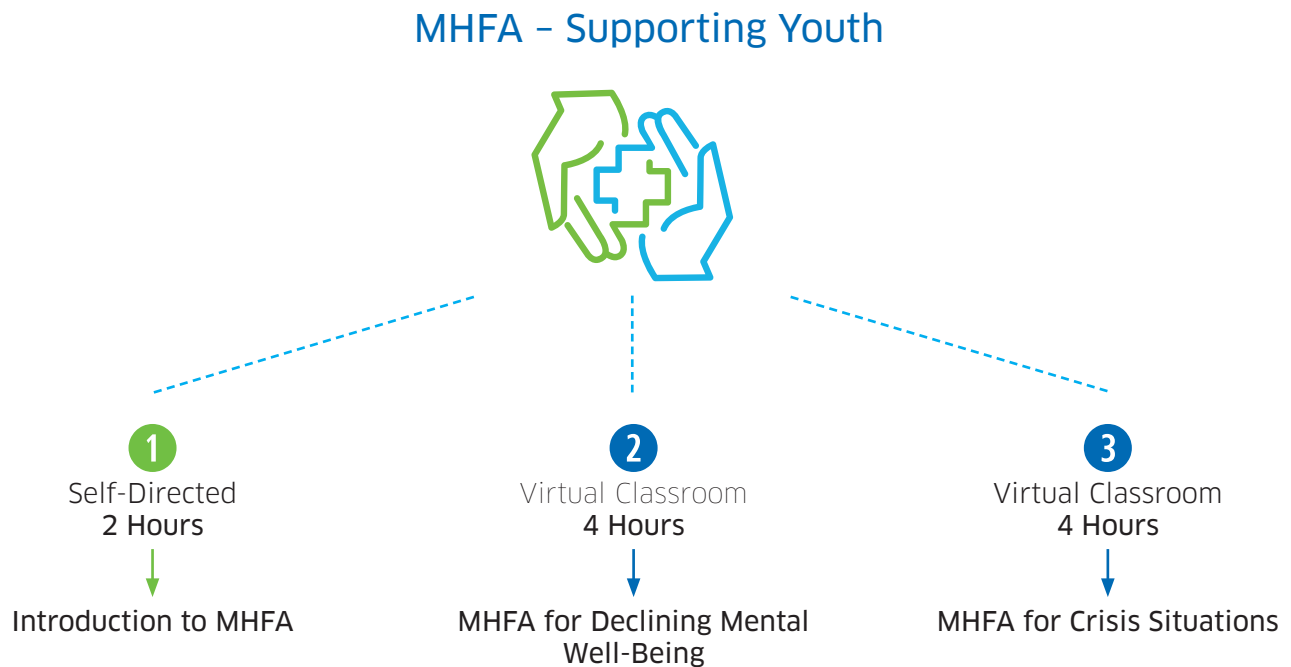 MHFA – Supporting Youth
1
Self-Directed
2 Hours
Introduction to MHFA
2
Virtual Classroom
4 Hours
MHFA for Declining Mental
Well-Being
3
Virtual Classroom
4 Hours
MHFA for Crisis Situations